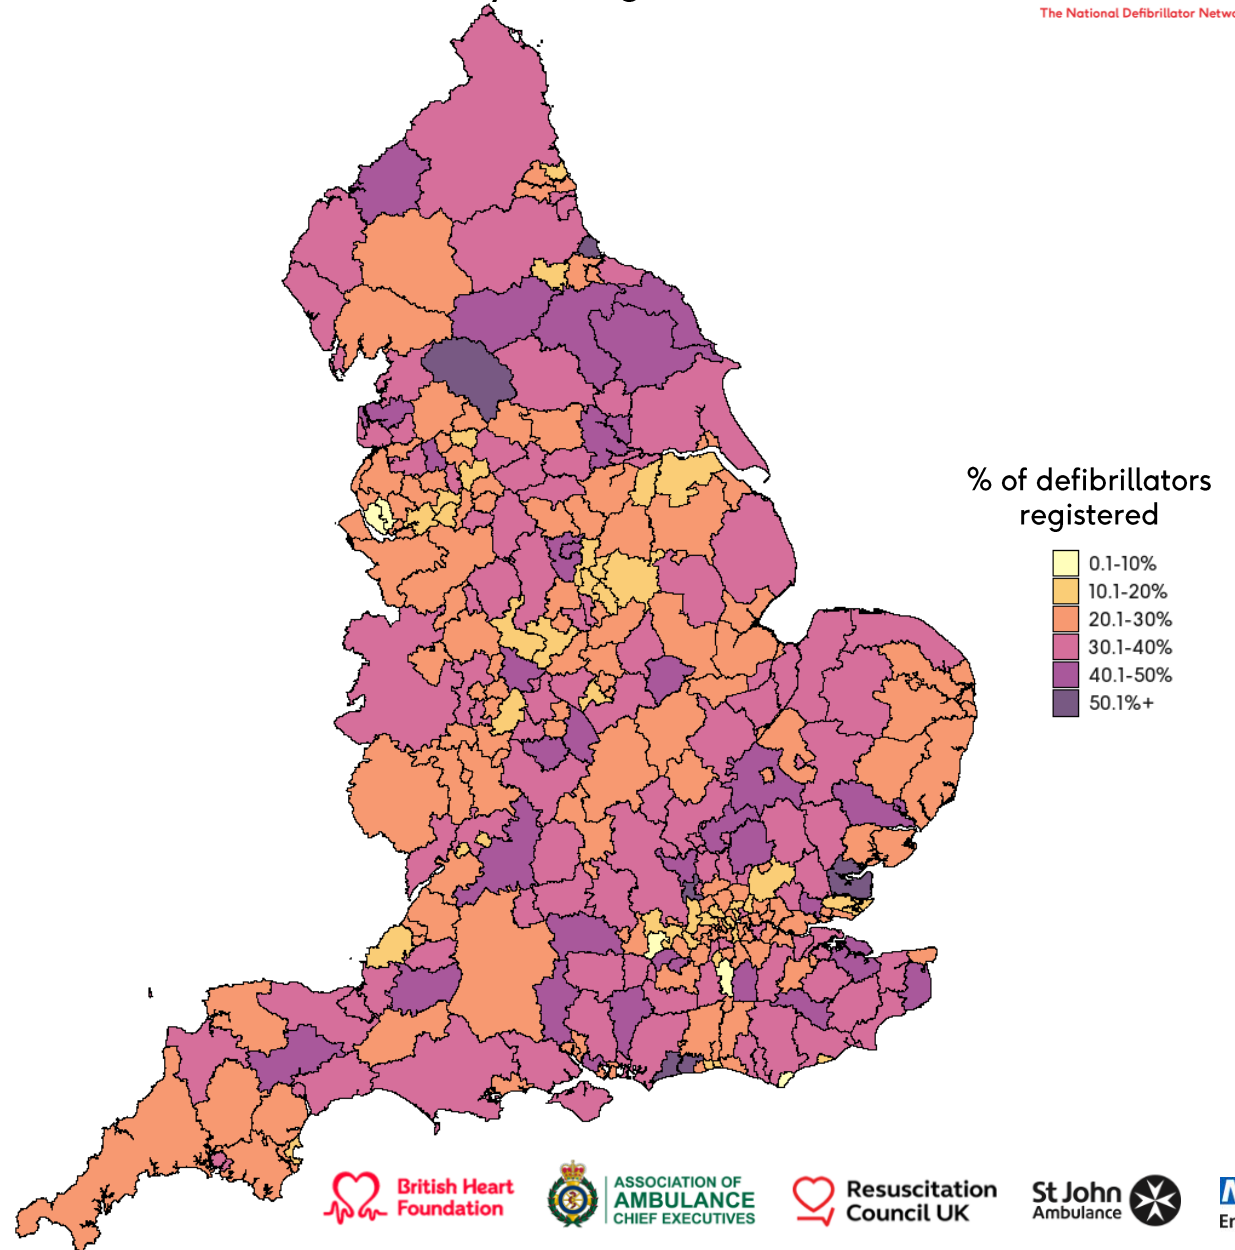 The National Defibrillator
% of defibrillators
registered
0.1-10%
10.1-20%
20.1-30%
30.1-40%
40.1-50%
50.1%+
British Heart
Foundation
ASSOCIATION OF
AMBULANCE
CHIEF EXECUTIVES
Resuscitation
Council UK
St John
Ambulance